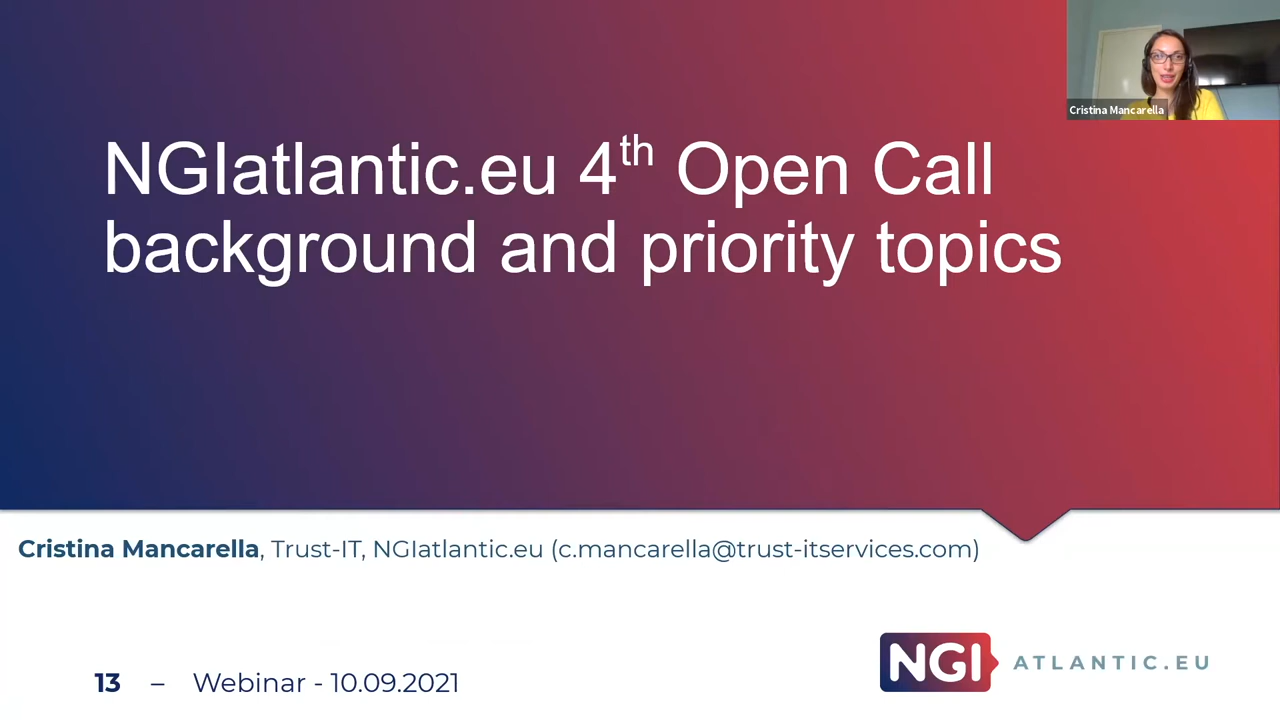 Cristina Mancarella
NGIatlantic.eu 4th Open Call
background and priority topics
Cristina Mancarella, Trust-IT, NGIatlantic.eu (c.mancarella@trust-itservices.com)
13 – Webinar - 10.09.2021
NGI ATLANTIC.EU